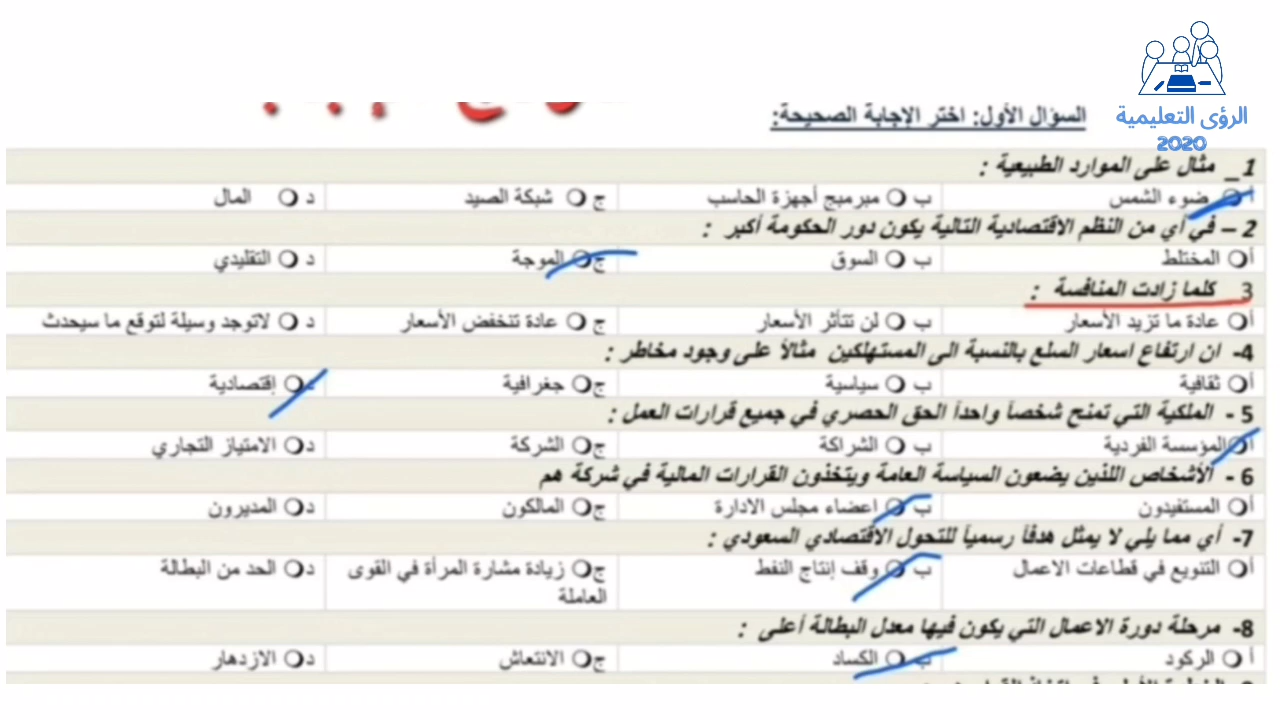 الرؤى التعليمية
2020
السؤال الأول: اختر الإجابة الصحيحة:
1_ مثال على الموارد الطبيعية :
أ ضوء الشمس ب مبرمج أجهزة الحاسب ج شبكة الصيد د المال
2 – في أي من النظم الاقتصادية التالية يكون دور الحكومة أكبر :
أ المختلط ب السوق ج الموجة د التقليدي
3 كلما زادت المنافسة :
أ عادة ما تزيد الأسعار ب لن تتأثر الأسعار ج عادة تنخفض الأسعار د لاتوجد وسيلة لتوقع ما سيحدث
4- ان ارتفاع اسعار السلع بالنسبة الى المستهلكين مثالاً على وجود مخاطر :
أ ثقافية ب سياسية ج جغرافية د إقتصادية
5 - الملكية التي تمنح شخصاً واحداً الحق الحصري في جميع قرارات العمل :
أ المؤسسة الفردية ب الشراكة ج الشركة د الامتياز التجاري
6 - الأشخاص اللذين يضعون السياسة العامة ويتخذون القرارات المالية في شركة هم
أ المستفيدون ب اعضاء مجلس الادارة ج المالكون د المديرون
7- أي مما يلي لا يمثل هدفاً رسمياً للتحول الاقتصادي السعودي :
أ التنويع في قطاعات الاعمال ب وقف إنتاج النفط ج زيادة مشارة المرأة في القوى د الحد من البطالة
العاملة
8- مرحلة دورة الاعمال التي يكون فيها معدل البطالة أعلى :
أ الركود ب الكساد ج الانتعاش د الازدهار